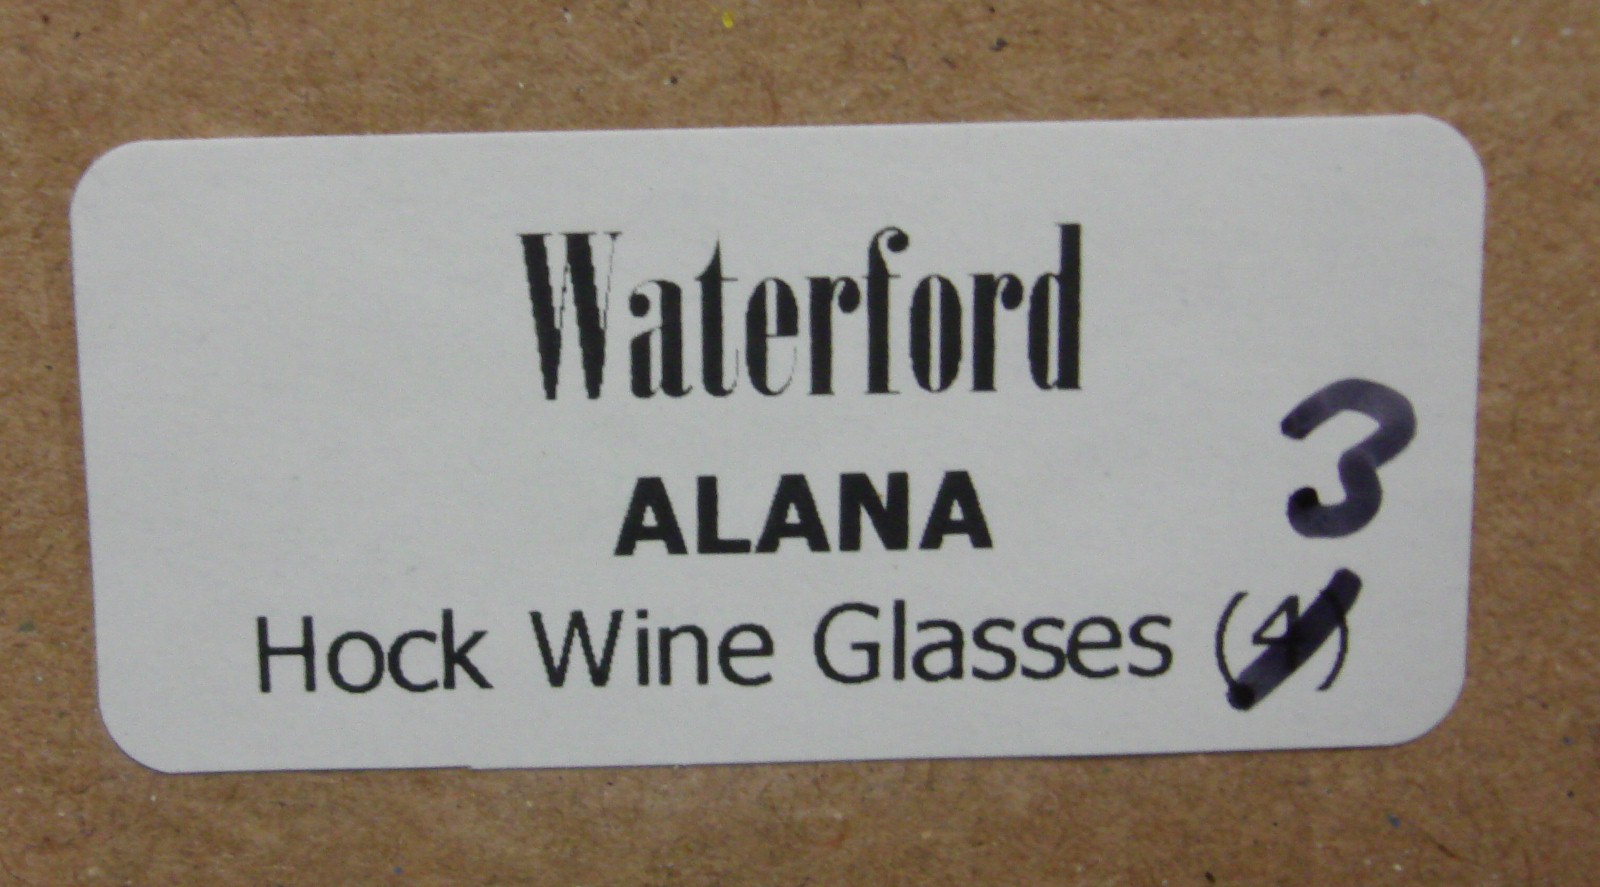 Waterford
ALANA
3
Hock Wine Glasses (4)